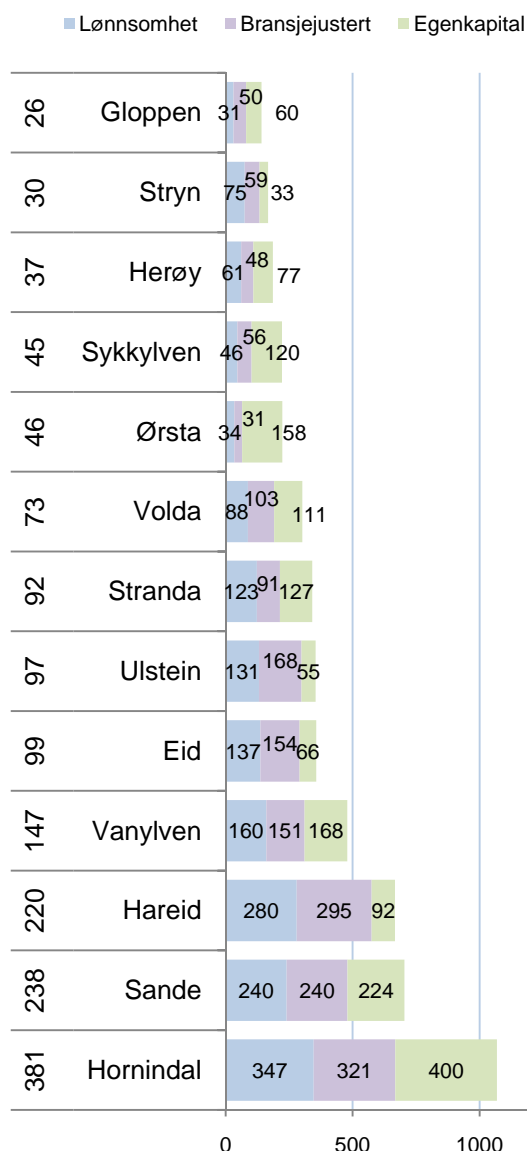 Lønnsomhet Bransjejustert Egenkapital
26 Gloppen 31 50 60
30 Stryn 75 59 33
37 Herøy 61 48 77
45 Sykkylven 46 56 120
46 Ørsta 34 31 158
73 Volda 88 103 111
92 Stranda 123 91 127
97 Ulstein 131 168 55
99 Eid 137 154 66
147 Vanylven 160 151 168
220 Hareid 280 295 92
238 Sande 240 240 224
381 Hornindal 347 321 400
0 500 1000